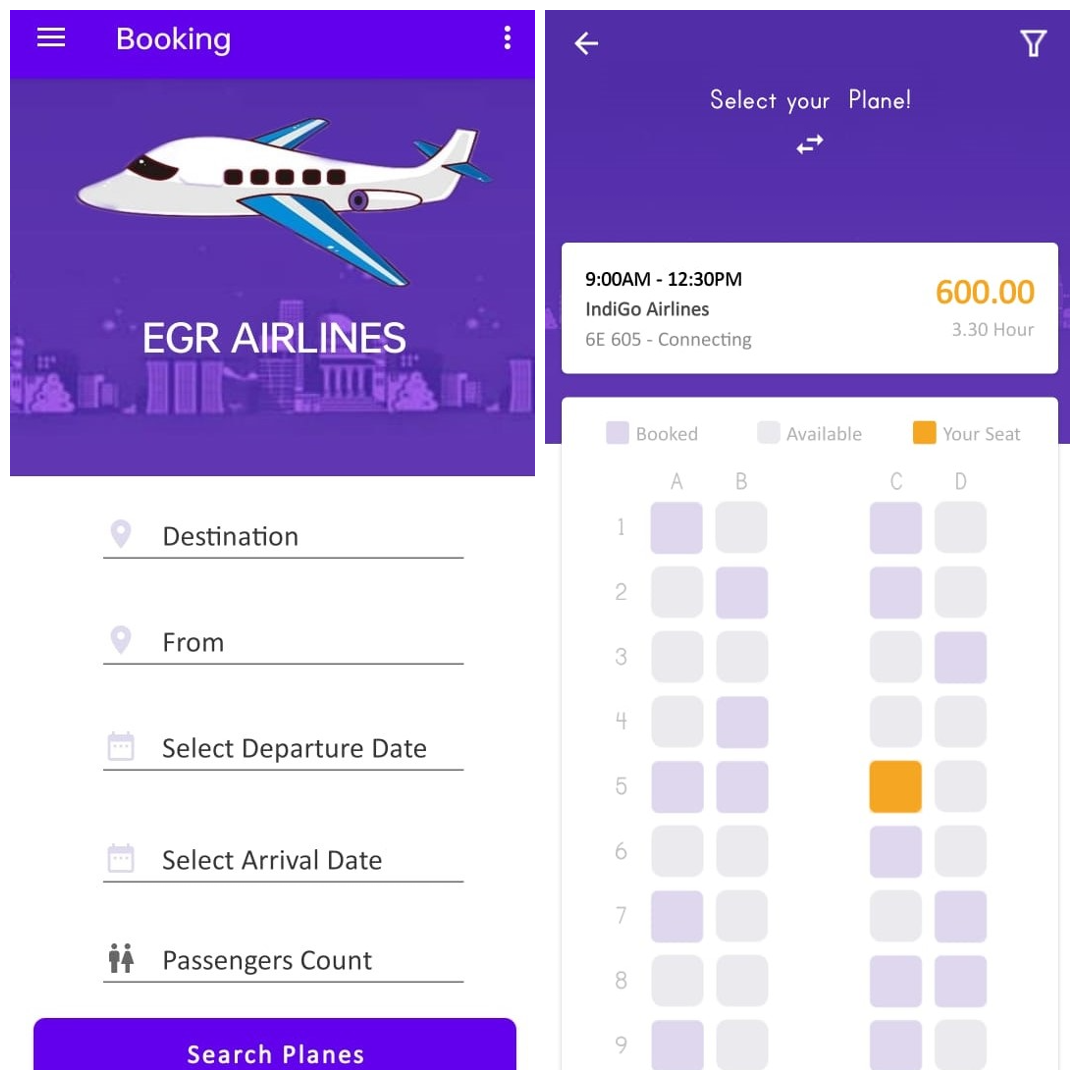 Booking
EGR AIRLINES
Destination
From
Select Departure Date
Select Arrival Date
Passengers Count
Search Planes
Select your Plane!
9:00AM - 12:30PM
600.00
IndiGo Airlines
3.30 Hour
6E 605 - Connecting
Booked Available Your Seat
A B C D
1
2
3
4
5
6
7
8
9